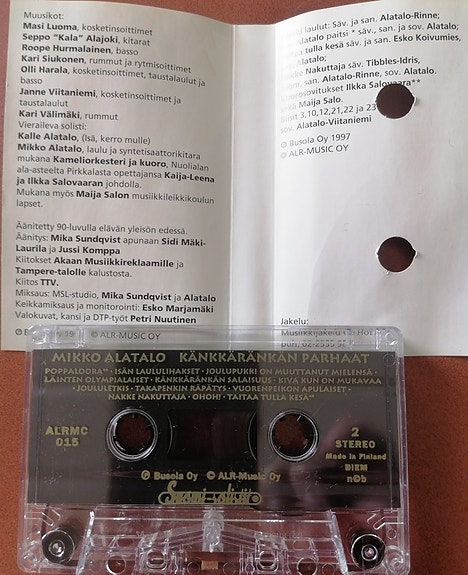 Muusikot:
Masi Luoma, kosketinsoittimet
Seppo "Kala" Alajoki, kitarat
Roope Hurmalainen, basso
Kari Siukonen, rummut ja rytmisoittimet
Olli Harala, kosketinsoittimet, taustalaulut ja
basso
Janne Viitaniemi, kosketinsoittimet ja
taustalaulut
Kari Välimäki, rummut
Vieraileva solisti:
Kalle Alatalo, (Isä, kerro mulle)
Mikko Alatalo, laulu ja syntetisaattorikitara
mukana Kameliorkesteri ja kuoro, Nuolialan
ala-asteelta Pirkkalasta opettajansa Kaija-Leena
ja Ilkka Salovaaran johdolla.
Mukana myös Maija Salon musiikkileikkikoulun
lapset.
Äänitetty 90-luvulla elävän yleisön edessä.
Äänitys: Mika Sundqvist apunaan Sidi Mäki-
Laurila ja Jussi Komppa
Kiitokset Akaan Musiikkireklaamille ja
Tampere-talolle kalustosta.
Kiitos TTV.
Miksaus: MSL-studio, Mika Sundqvist ja Alatalo
Keikkamiksaus ja monitorointi: Esko Marjamäki
Valokuvat, kansi ja DTP-työt Petri Nuutinen
© ALR-MUSIC OY
laulut: Säv. ja san. Alatalo-Rinne;
Alatalo paitsi * säv., san. ja sov. Alatalo;
tulla kesä säv. ja san. Esko Koivumies,
Alatalo;
Nakuttaja säv. Tibbles-Idris,
san. Alatalo-Rinne, sov. Alatalo.
sovitukset Ilkka Salovaara**
Maija Salo.
3,10,12,21,22 ja 23
sov. Alatalo-Viitaniemi
℗ Busola Oy 1997
© ALR-MUSIC OY
Jakelu:
MIKKO ALATALO KÄNKKÄRÄNKÄN PARHAAT
POPPALOORA** · ISÄN LAULULIHAKSET · JOULUPUKKI ON MUUTTANUT MIELENSÄ ·
LÄINTEN OLYMPIALAISET · KÄNKKÄRÄNKÄN SALAISUUS · KIVA KUN ON MUKAVAA
· JOULULETKIS · TAKAPENKIN RÄPÄTYS · VUORENPEIKON APULAISET ·
NAKKE NAKUTTAJA · OHOH! · TAITAA TULLA KESÄ**
ALRMC
015
2
STEREO
Made in Finland
DIEM
n©b
℗ Busola Oy © ALR-Music Oy